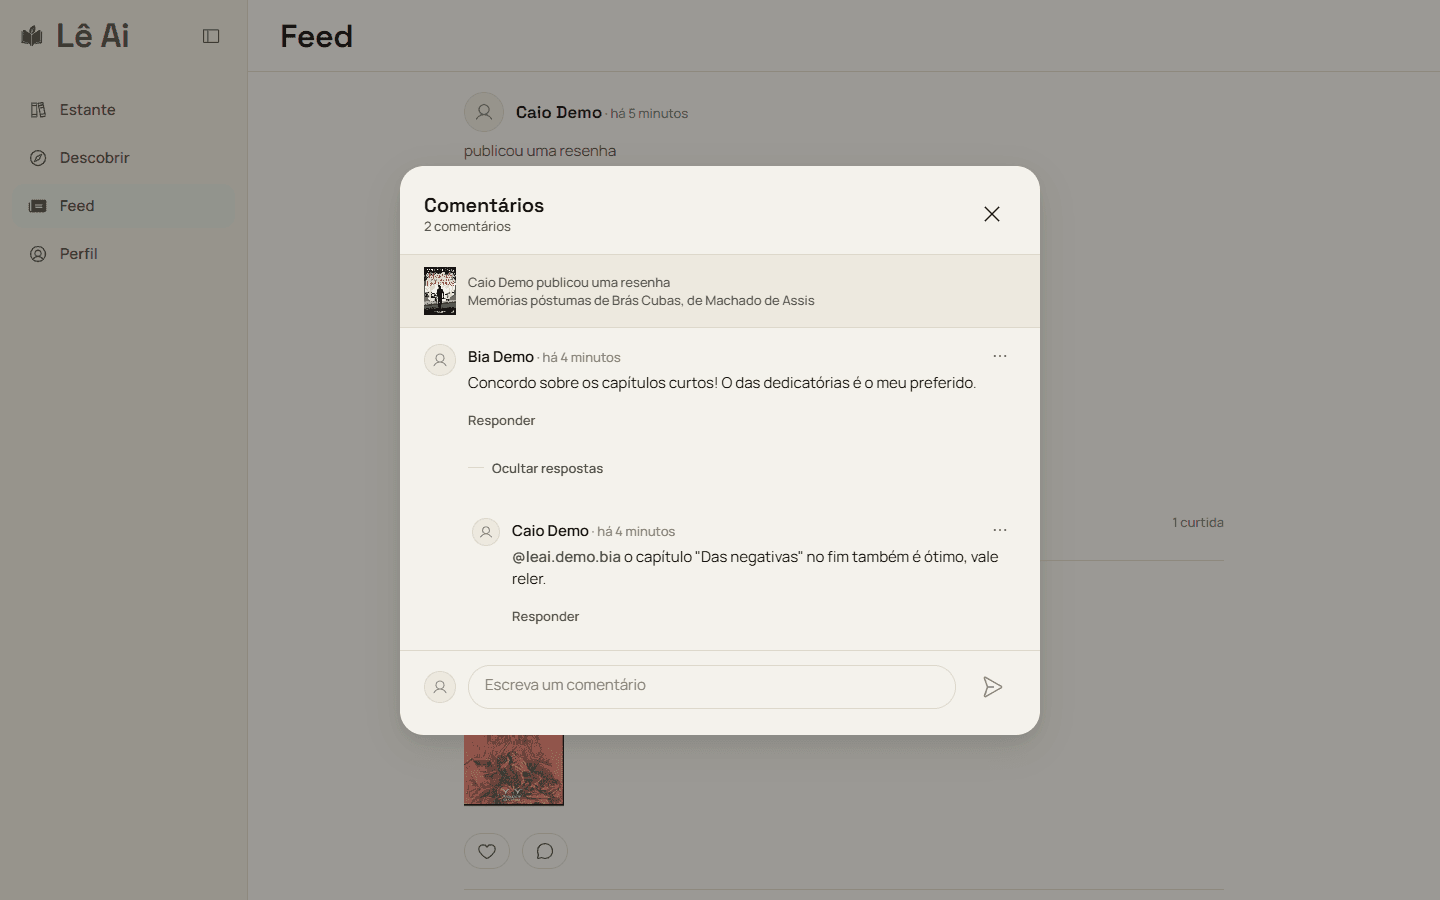 Lê Ai
Feed
Estante
Descobrir
Feed
Perfil
Caio Demo · há 5 minutos
publicou uma resenha
Comentários
2 comentários
Caio Demo publicou uma resenha
Memórias póstumas de Brás Cubas, de Machado de Assis
Bia Demo · há 4 minutos
Concordo sobre os capítulos curtos! O das dedicatórias é o meu preferido.
Responder
Ocultar respostas
Caio Demo · há 4 minutos
@leai.demo.bia o capítulo "Das negativas" no fim também é ótimo, vale
reler.
Responder
1 curtida
Escreva um comentário